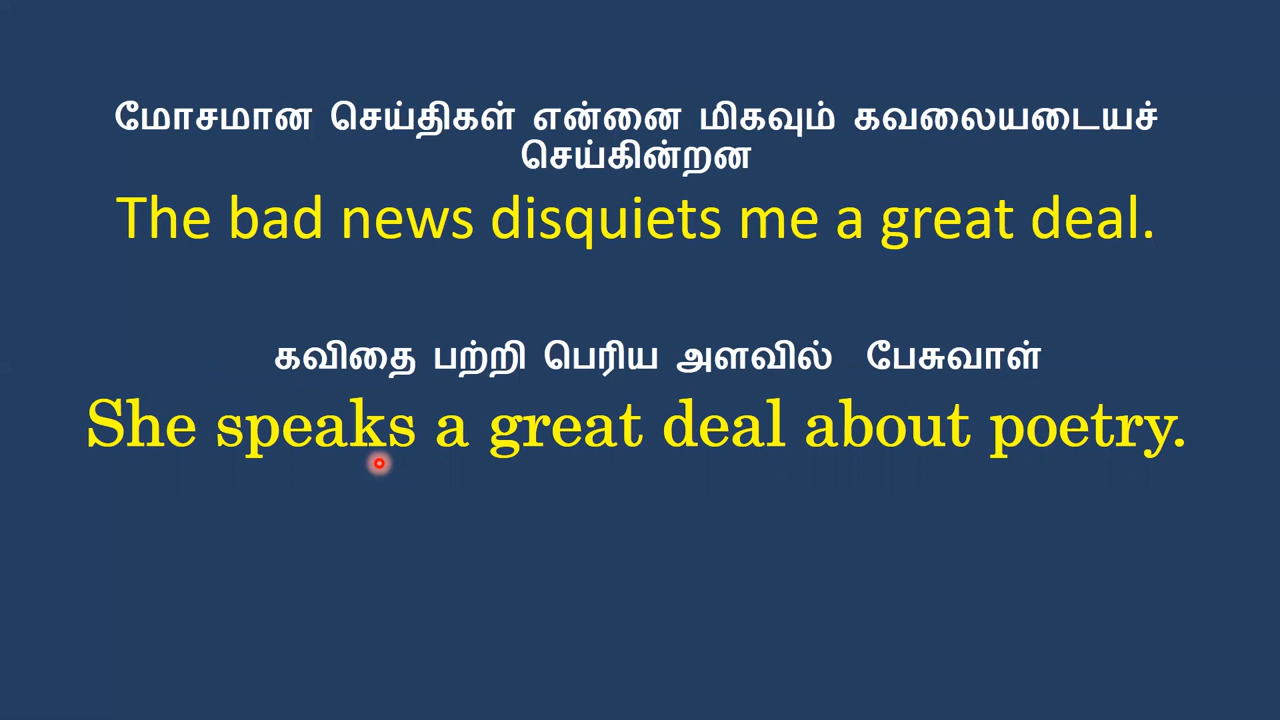 மோசமான செய்திகள் என்னை மிகவும் கவலையடையச்
செய்கின்றன
The bad news disquiets me a great deal.
கவிதை பற்றி பெரிய அளவில் பேசுவாள்
She speaks a great deal about poetry.